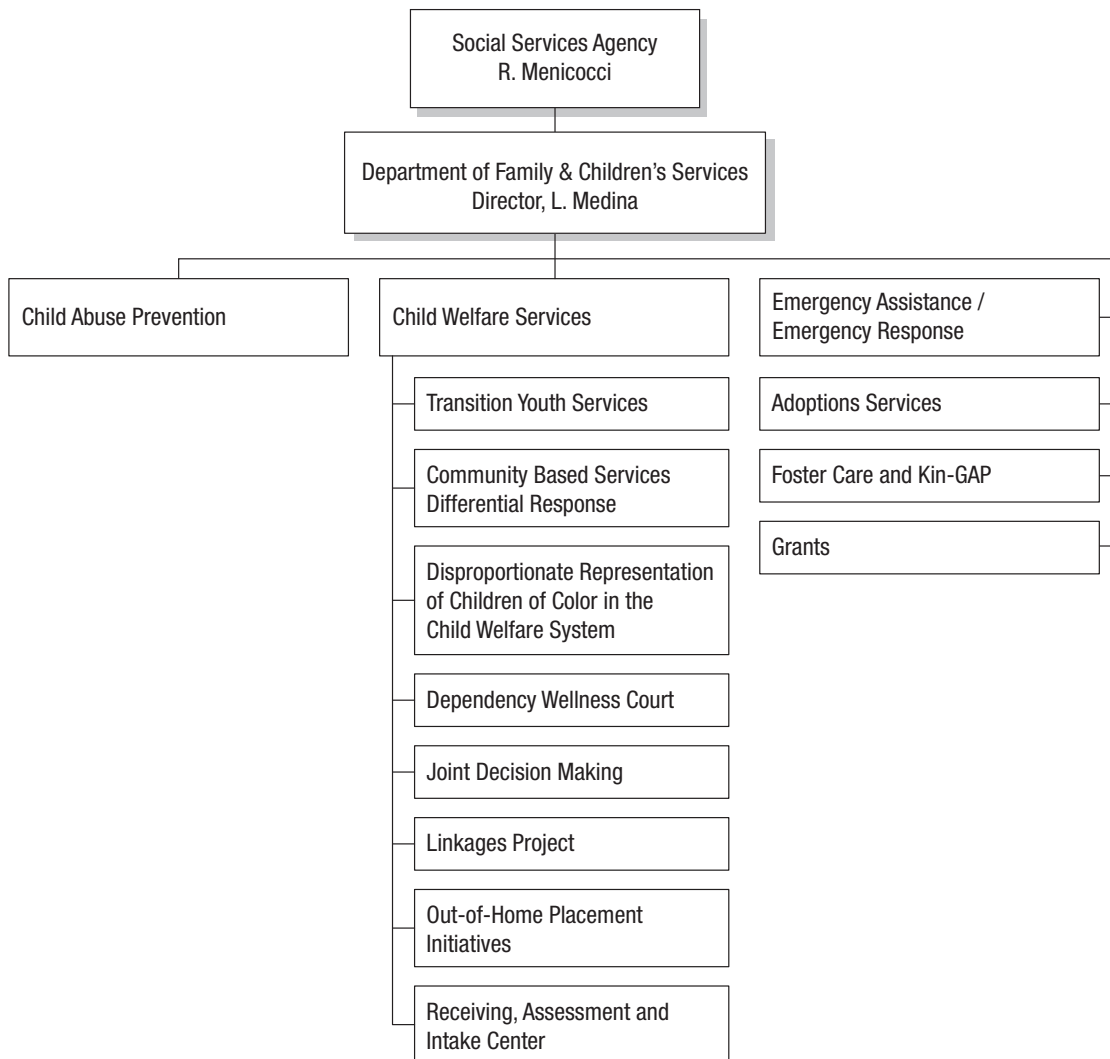 Social Services Agency
R. Menicocci
Department of Family & Children’s Services
Director, L. Medina
Child Abuse Prevention
Child Welfare Services
Transition Youth Services
Community Based Services
Differential Response
Disproportionate Representation
of Children of Color in the
Child Welfare System
Dependency Wellness Court
Joint Decision Making
Linkages Project
Out-of-Home Placement
Initiatives
Receiving, Assessment and
Intake Center
Emergency Assistance /
Emergency Response
Adoptions Services
Foster Care and Kin-GAP
Grants